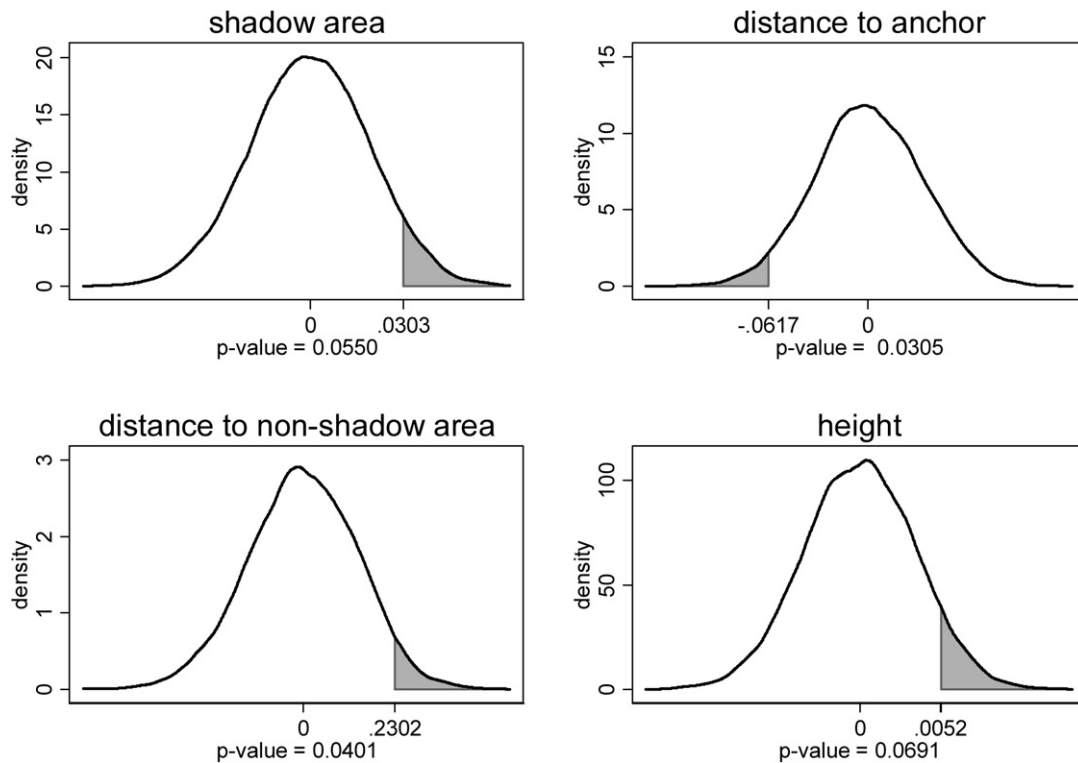 shadow area
20
15
10
5
0
density
0 .0303
p-value = 0.0550
distance to anchor
15
10
5
0
density
-.0617 0
p-value = 0.0305
distance to non-shadow area
3
2
1
0
density
0 .2302
p-value = 0.0401
height
100
50
0
density
0 .0052
p-value = 0.0691